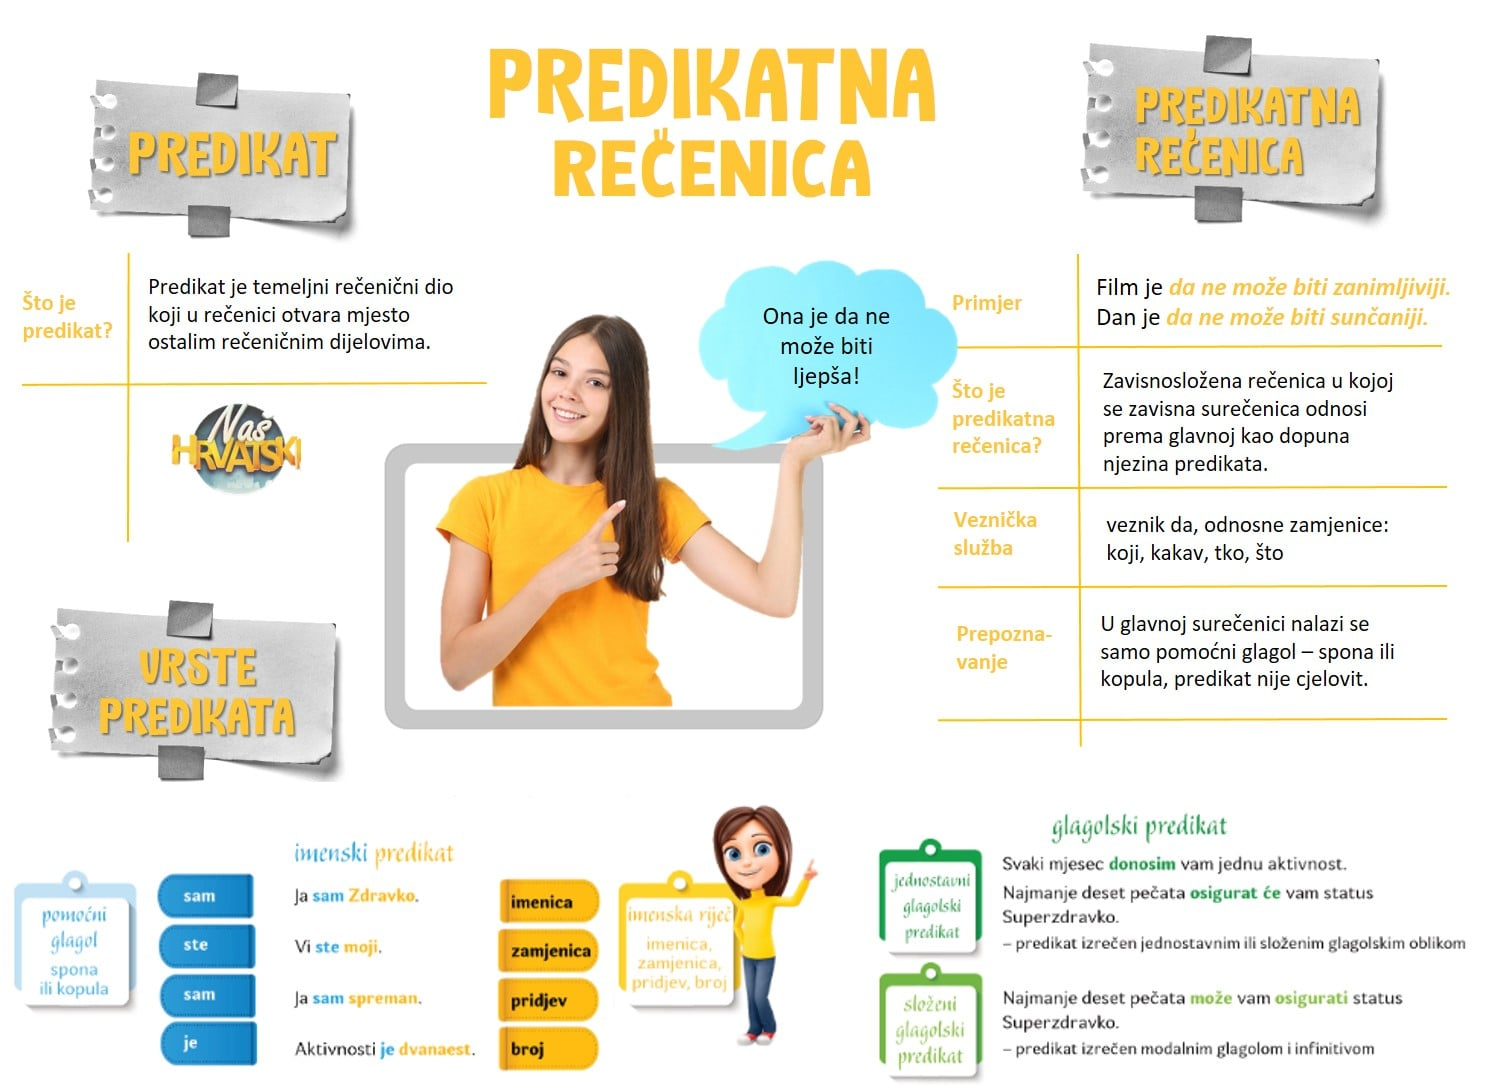 PREDIKATNA
REČENICA
PREDIKAT
Što je
predikat?
Predikat je temeljni rečenični dio
koji u rečenici otvara mjesto
ostalim rečeničnim dijelovima.
Naš
HRVATSKI
Ona je da ne
može biti
ljepša!
PREDIKATNA
REČENICA
Primjer
Film je da ne može biti zanimljiviji.
Dan je da ne može biti sunčaniji.
Što je
predikatna
rečenica?
Zavisnosložena rečenica u kojoj
se zavisna surečenica odnosi
prema glavnoj kao dopuna
njezina predikata.
Veznička
služba
veznik da, odnosne zamjenice:
koji, kakav, tko, što
Prepozna-
vanje
U glavnoj surečenici nalazi se
samo pomoćni glagol – spona ili
kopula, predikat nije cjelovit.
VRSTE
PREDIKATA
imenski predikat
pomoćni
glagol
spona
ili kopula
sam
Ja sam Zdravko.
imenica
ste
Vi ste moji.
zamjenica
sam
Ja sam spreman.
pridjev
je
Aktivnosti je dvanaest.
broj
imenska riječ
imenica,
zamjenica,
pridjev, broj
glagolski predikat
jednostavni
glagolski
predikat
Svaki mjesec donosim vam jednu aktivnost.
Najmanje deset pečata osigurat će vam status
Superzdravko.
– predikat izrečen jednostavnim ili složenim glagolskim oblikom
složeni
glagolski
predikat
Najmanje deset pečata može vam osigurati status
Superzdravko.
– predikat izrečen modalnim glagolom i infinitivom